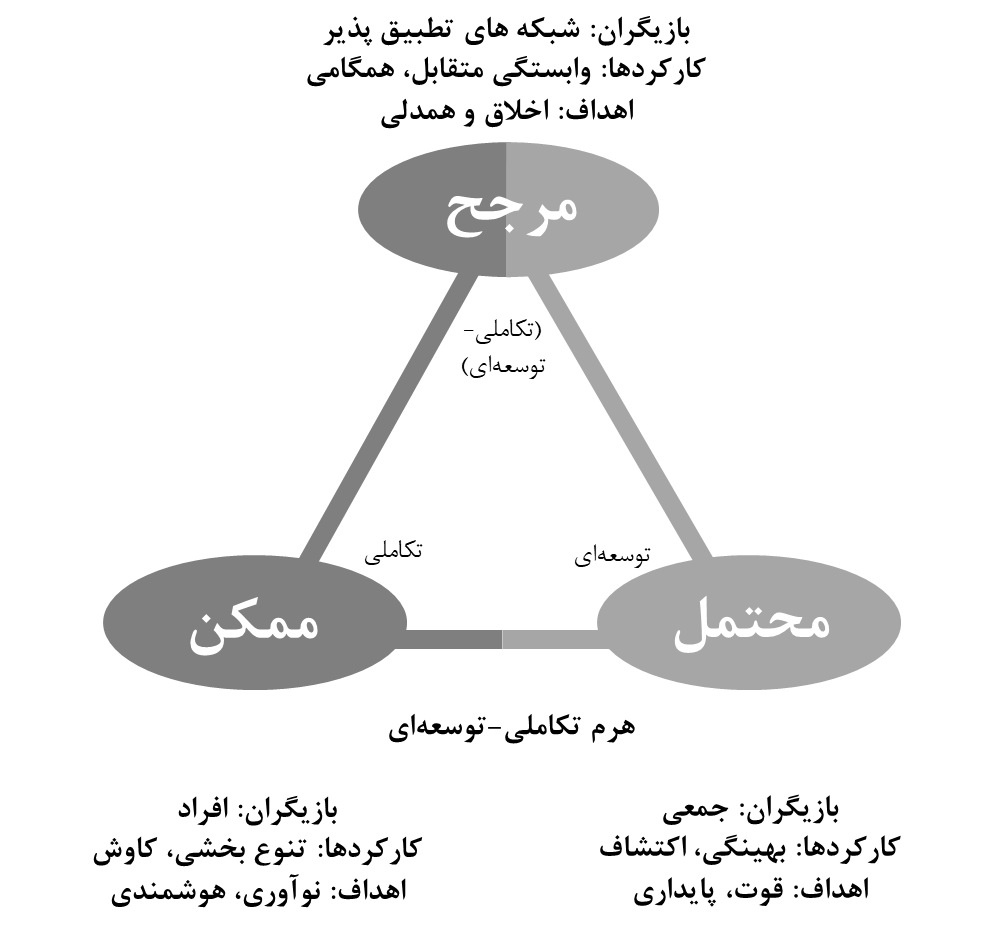 بازیگران: شبکه های تطبیق پذیر
کارکردها: وابستگی متقابل، همگامی
اهداف: اخلاق و همدلی
مرجح
(تکاملی-
توسعه‌ای)
تکاملی
توسعه‌ای
ممکن
محتمل
هرم تکاملی-توسعه‌ای
بازیگران: جمعی
کارکردها: بهینگی، اکتشاف
اهداف: قوت، پایداری
بازیگران: افراد
کارکردها: تنوع بخشی، کاوش
اهداف: نوآوری، هوشمندی